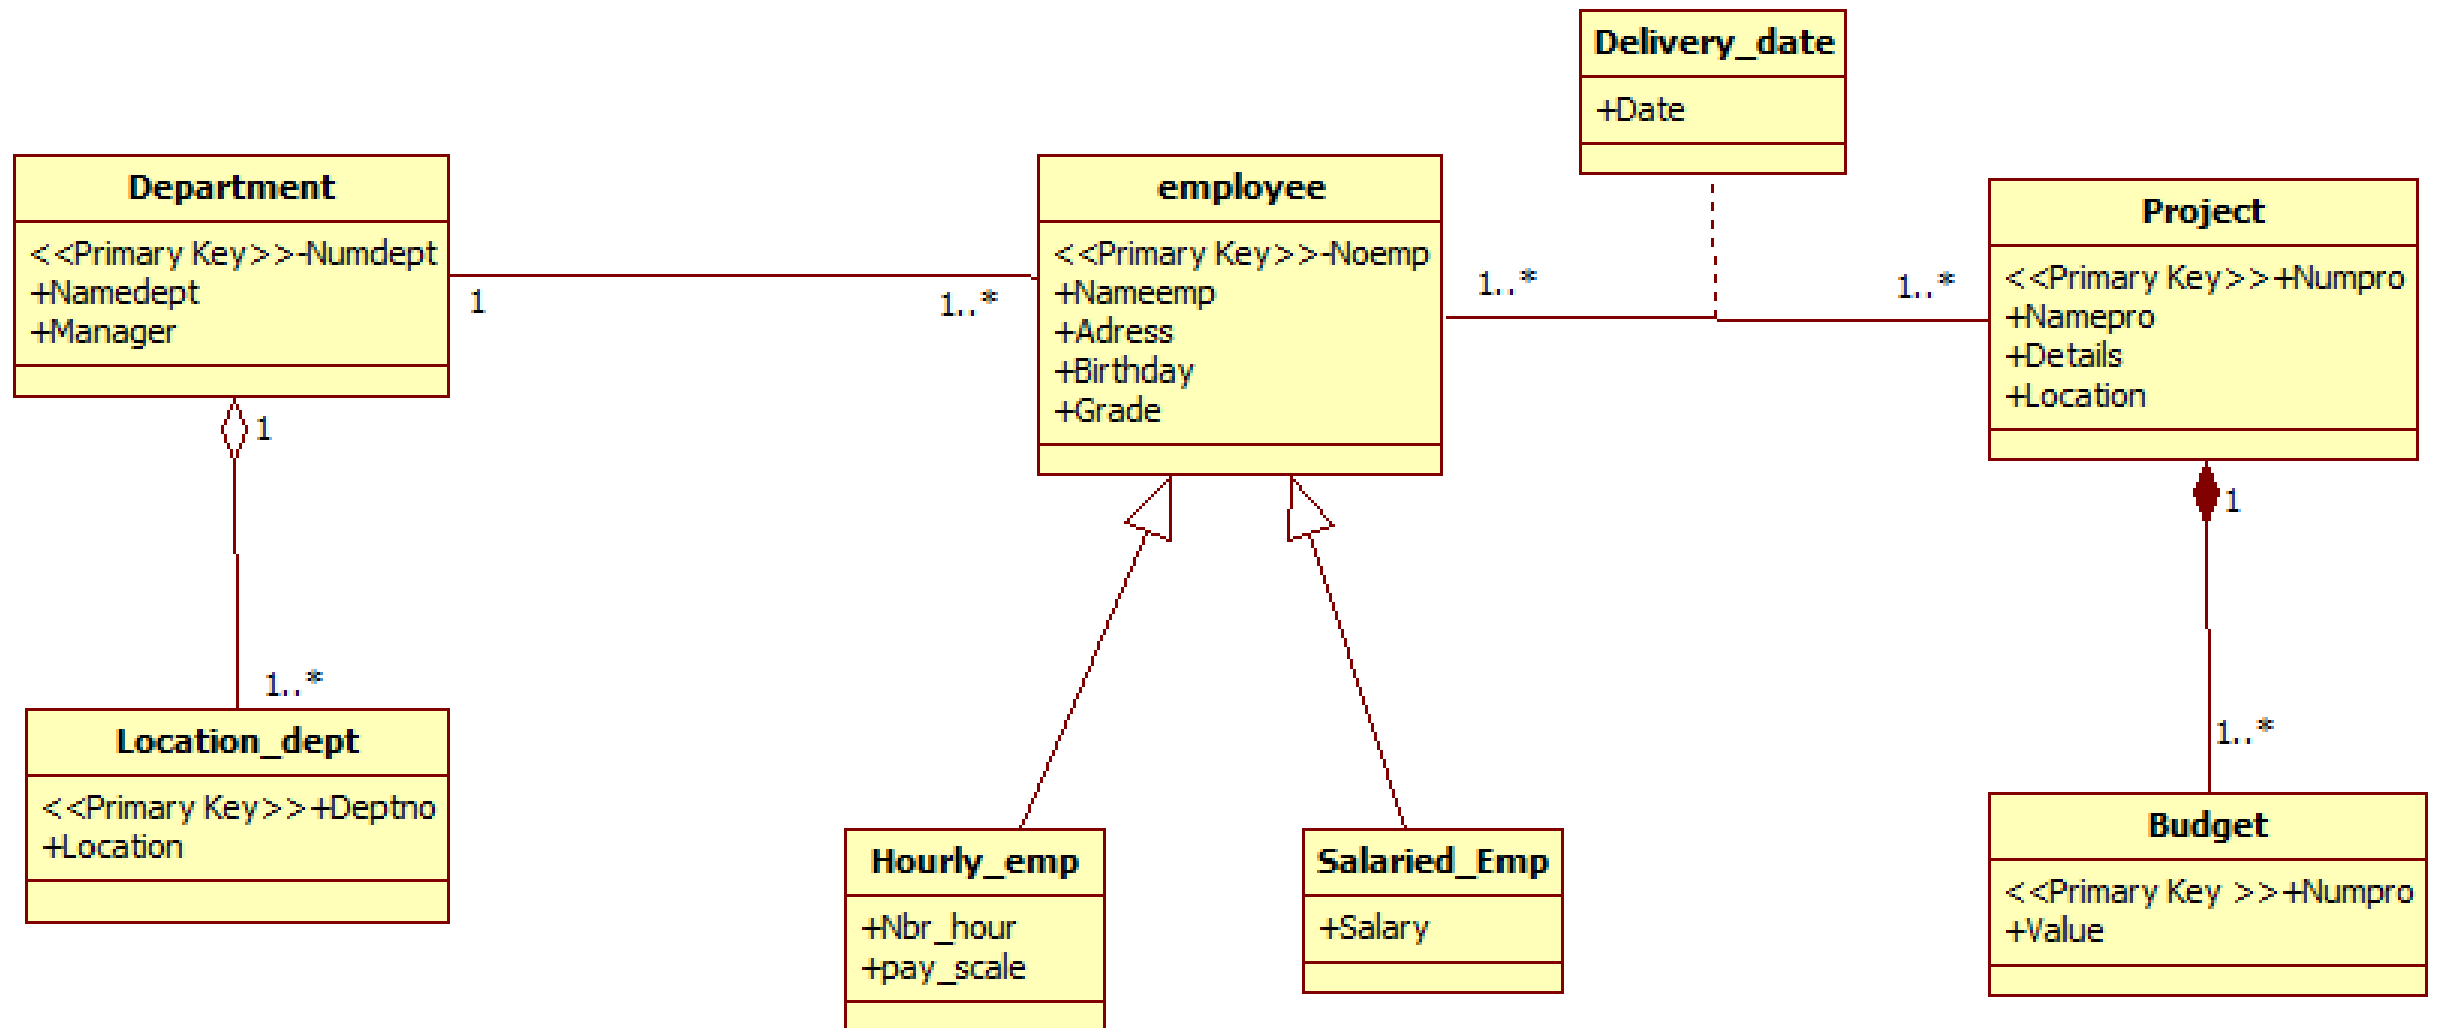 Delivery_date
+Date
Department
<<Primary Key>>-Numdept
+Namedept
+Manager
1
1..*
employee
<<Primary Key>>-Noemp
+Nameemp
+Adress
+Birthday
+Grade
1..*
1..*
Project
<<Primary Key>>+Numpro
+Namepro
+Details
+Location
1
1
1..*
Location_dept
<<Primary Key>>+Deptno
+Location
Hourly_emp
+Nbr_hour
+pay_scale
Salaried_Emp
+Salary
1..*
Budget
<<Primary Key >>+Numpro
+Value